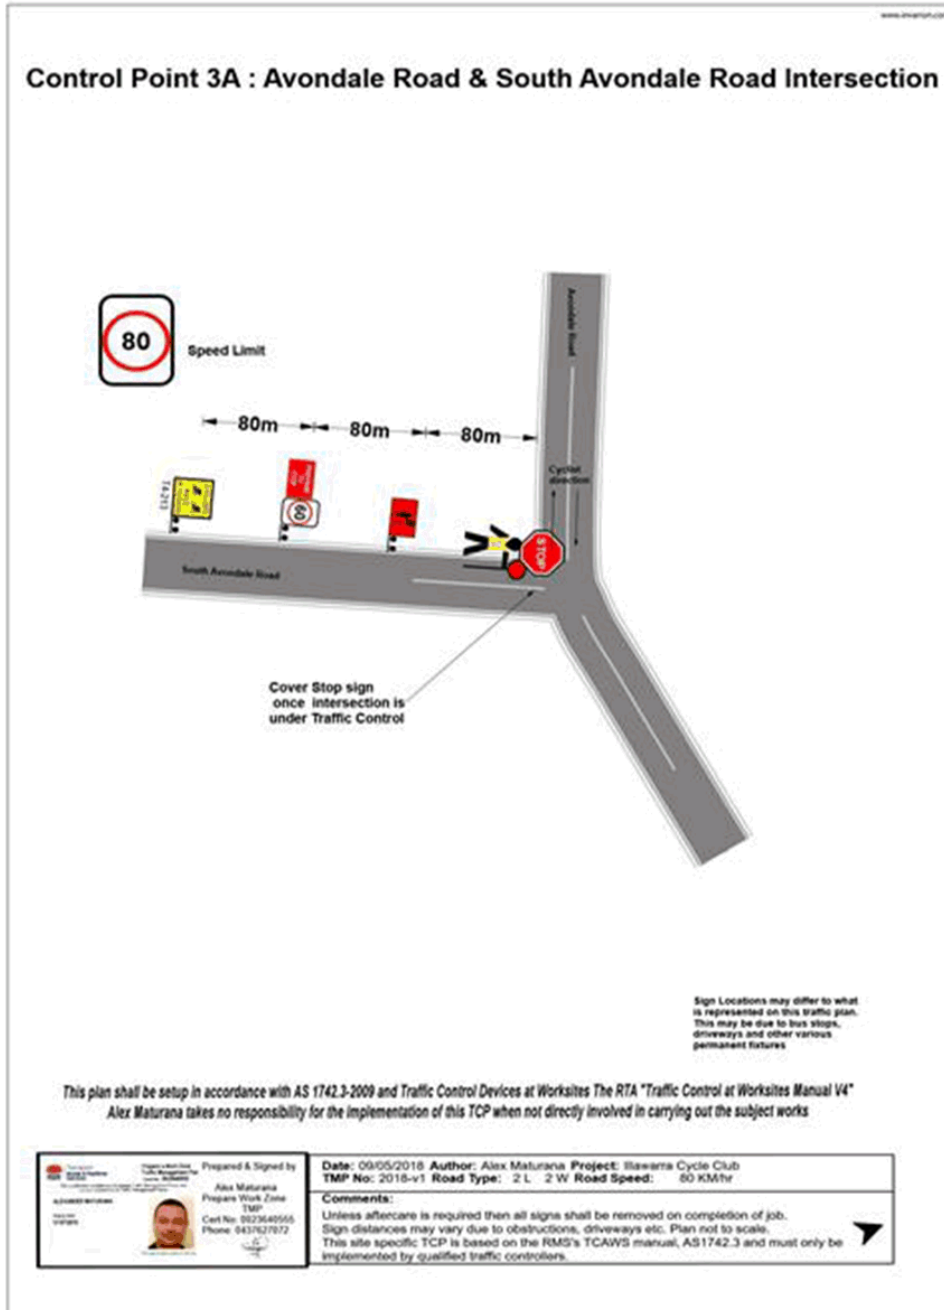 Control Point 3A : Avondale Road & South Avondale Road Intersection
80
Speed Limit
Avondale Road
80m
80m
80m
Cyclist
direction
T4-213
60
STOP
South Avondale Road
Cover Stop sign
once intersection is
under Traffic Control
Sign Locations may differ to what
is represented on this traffic plan.
This may be due to bus stops,
driveways and other various
permanent fixtures
This plan shall be setup in accordance with AS 1742.3-2009 and Traffic Control Devices at Worksites The RTA "Traffic Control at Worksites Manual V4"
Alex Maturana takes no responsibility for the implementation of this TCP when not directly involved in carrying out the subject works
Prepared & Signed by
Alex Maturana
Prepare Work Zone
TMP
Cert No: 0023640555
Phone: 0437627072
Date: 09/05/2018 Author: Alex Maturana Project: Illawarra Cycle Club
TMP No: 2018-v1 Road Type: 2 L 2 W Road Speed: 80 KM/hr
Comments:
Unless aftercare is required then all signs shall be removed on completion of job.
Sign distances may vary due to obstructions, driveways etc. Plan not to scale.
This site specific TCP is based on the RMS's TCAWS manual, AS1742.3 and must only be
implemented by qualified traffic controllers.